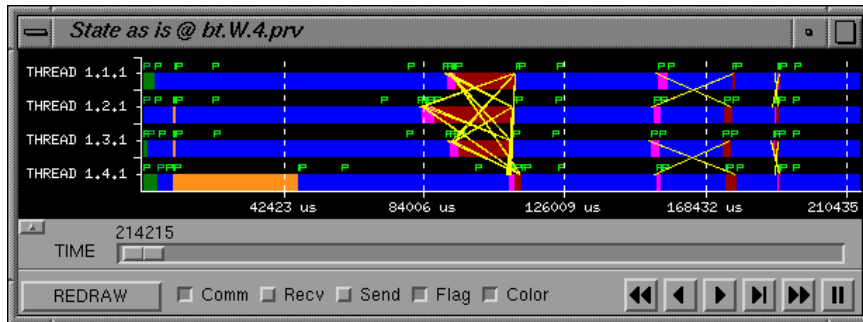 State as is @ bt.W.4.prv
THREAD 1.1.1
THREAD 1.2.1
THREAD 1.3.1
THREAD 1.4.1
42423 us 84006 us 126009 us 168432 us 210435
214215
TIME
REDRAW Comm Recv Send Flag Color